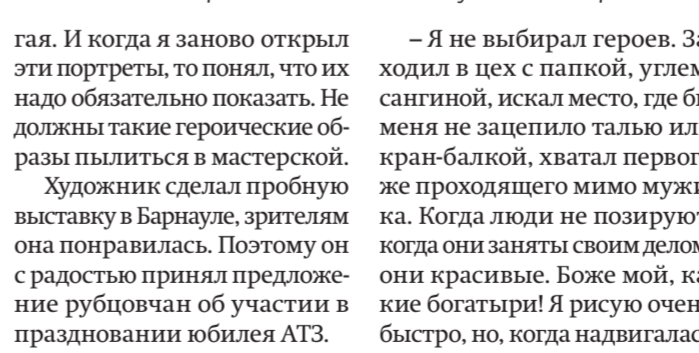 гая. И когда я заново открыл
эти портреты, то понял, что их
надо обязательно показать. Не
должны такие героические об-
разы пылиться в мастерской.
Художник сделал пробную
выставку в Барнауле, зрителям
она понравилась. Поэтому он
с радостью принял предложе-
ние рубцовчан об участии в
праздновании юбилея АТЗ.
– Я не выбирал героев. За
ходил в цех с папкой, углем
сангиной, искал место, где б
меня не зацепило талью ил
кран-балкой, хватал первог
же проходящего мимо мужи
ка. Когда люди не позируют
когда они заняты своим делом
они красивые. Боже мой, ка
кие богатыри! Я рисую очен
быстро, но, когда надвигалас